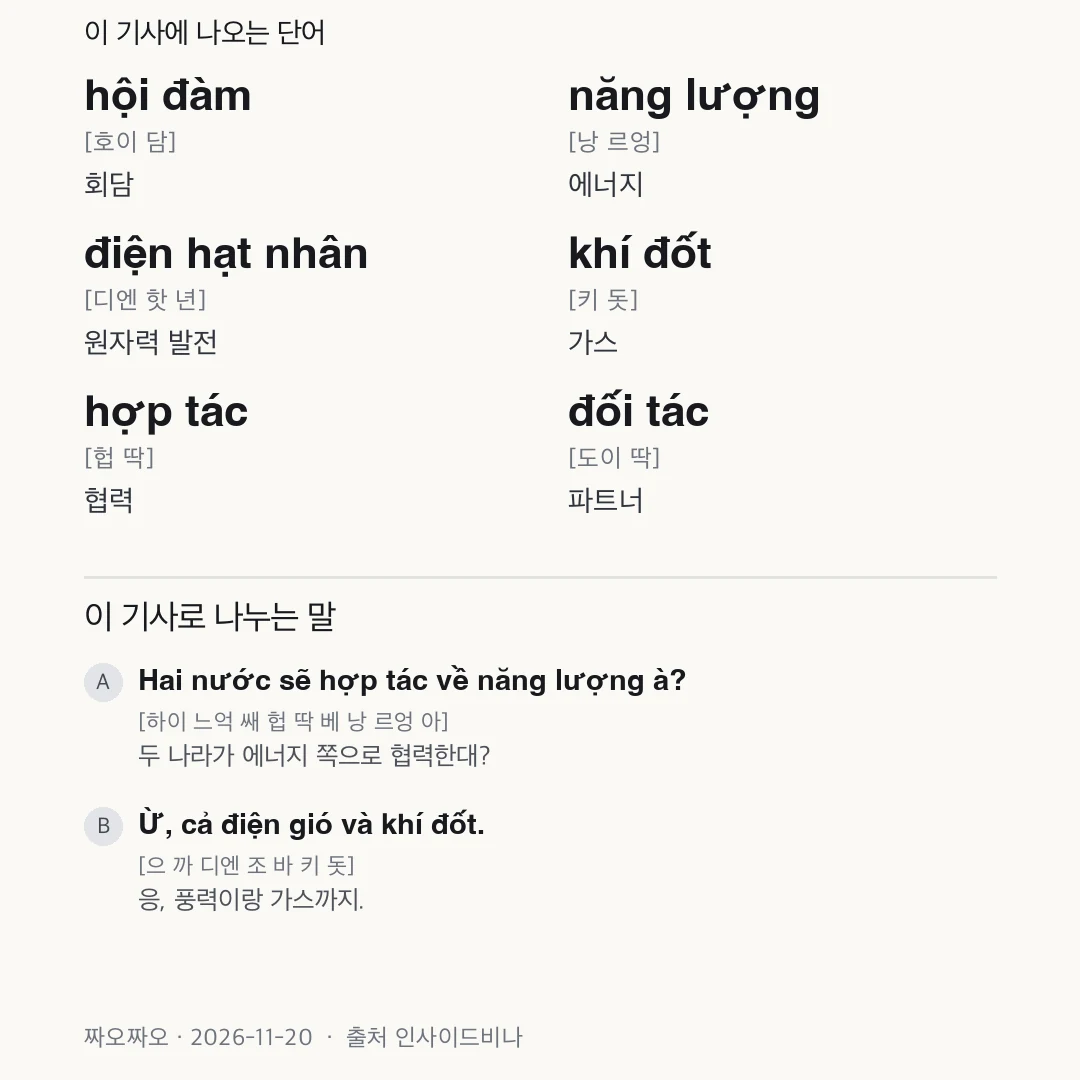 이 기사에 나오는 단어
hội đàm
[호이 담]
회담
năng lượng
[낭 르엉]
에너지
điện hạt nhân
[디엔 핫 년]
원자력 발전
khí đốt
[키 돗]
가스
hợp tác
[헙 딱]
협력
đối tác
[도이 딱]
파트너
이 기사로 나누는 말
A
Hai nước sẽ hợp tác về năng lượng à?
[하이 느억 쌔 헙 딱 베 낭 르엉 아]
두 나라가 에너지 쪽으로 협력한대?
B
Ừ, cả điện gió và khí đốt.
[으 까 디엔 조 바 키 돗]
응, 풍력이랑 가스까지.
짜오짜오 · 2026-11-20 · 출처 인사이드비나